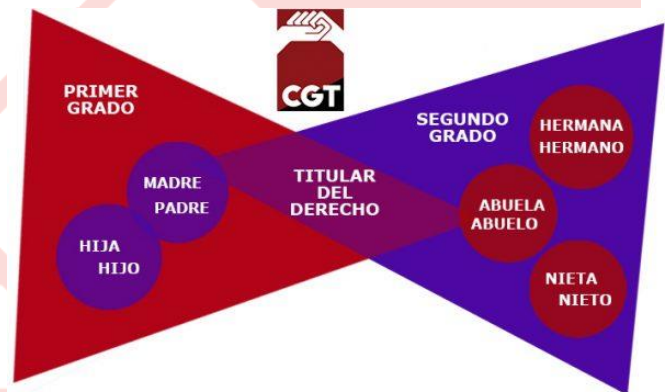 CGT
PRIMER
GRADO
MADRE
PADRE
HIJA
HIJO
TITULAR
DEL
DERECHO
SEGUNDO
GRADO
HERMANA
HERMANO
ABUELA
ABUELO
NIETA
NIETO